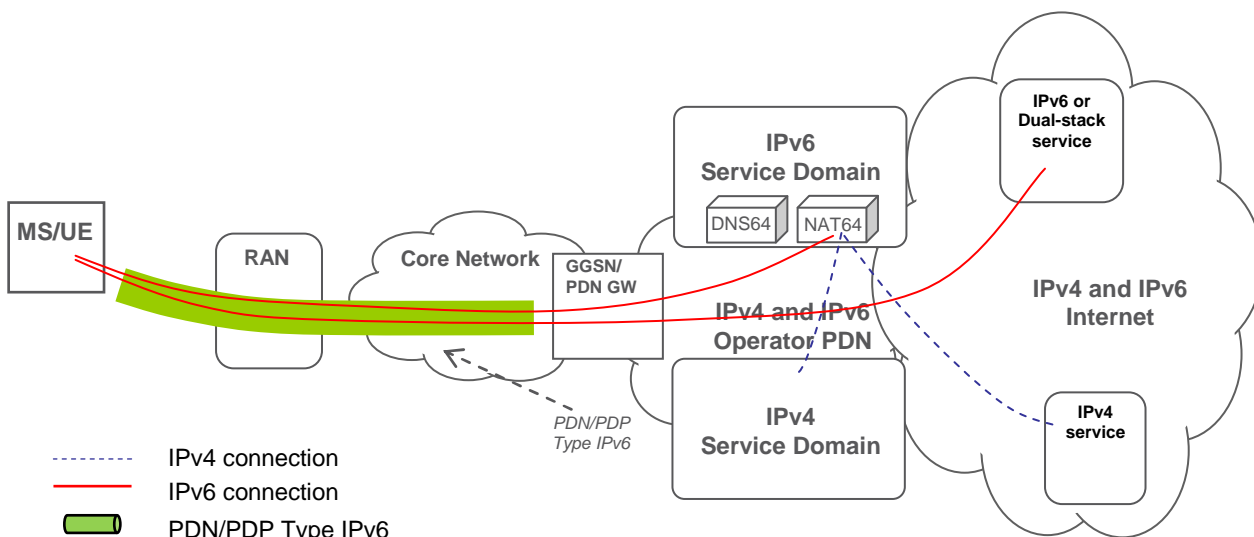 IPv6 or
Dual-stack
service
IPv6
Service Domain
DNS64
NAT64
MS/UE
RAN
Core Network
GGSN/
PDN GW
IPv4 and IPv6
Operator PDN
IPv4 and IPv6
Internet
IPv4
Service Domain
IPv4
service
PDN/PDP
Type IPv6
IPv4 connection
IPv6 connection
PDN/PDP Type IPv6